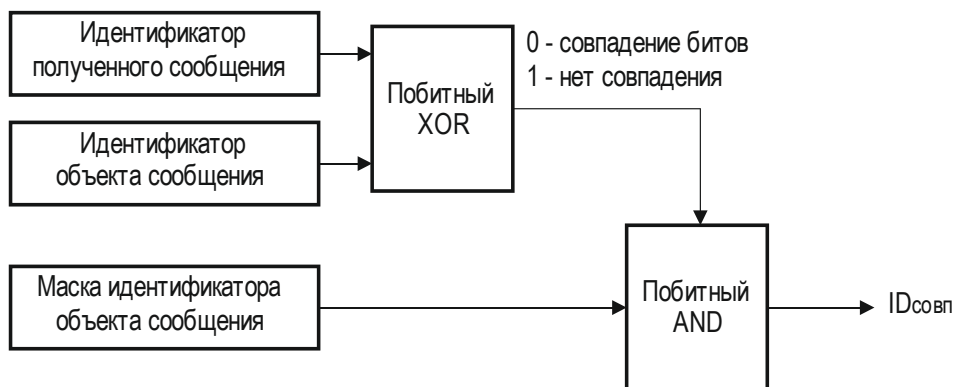 Идентификатор
полученного сообщения
Идентификатор
объекта сообщения
Побитный
XOR
0 - совпадение битов
1 - нет совпадения
Маска идентификатора
объекта сообщения
Побитный
AND
IDсовп